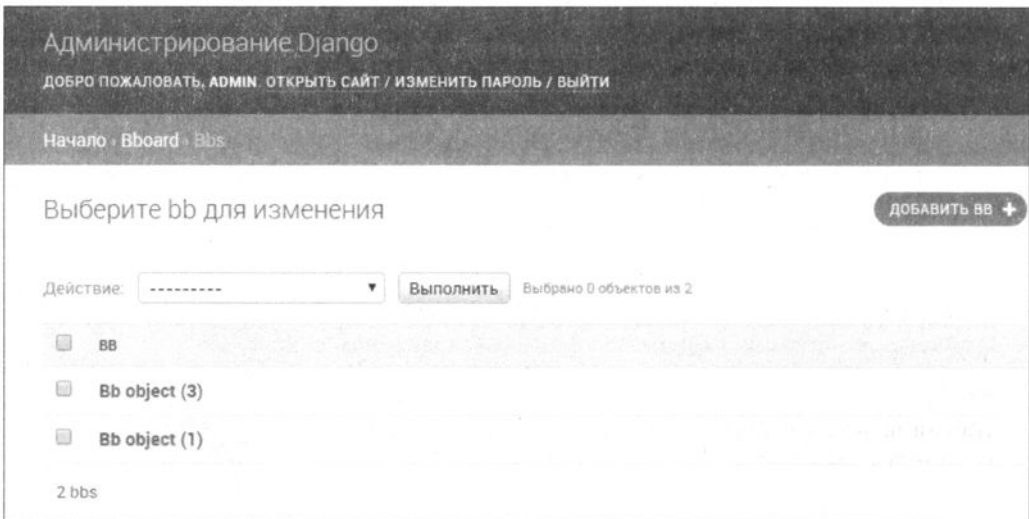 Администрирование Django
ДОБРО ПОЖАЛОВАТЬ, ADMIN. ОТКРЫТЬ САЙТ / ИЗМЕНИТЬ ПАРОЛЬ / ВЫЙТИ
Начало › Bboard › Bbs
Выберите bb для изменения
ДОБАВИТЬ BB +
Действие: --------- Выполнить Выбрано 0 объектов из 2
BB
Bb object (3)
Bb object (1)
2 bbs